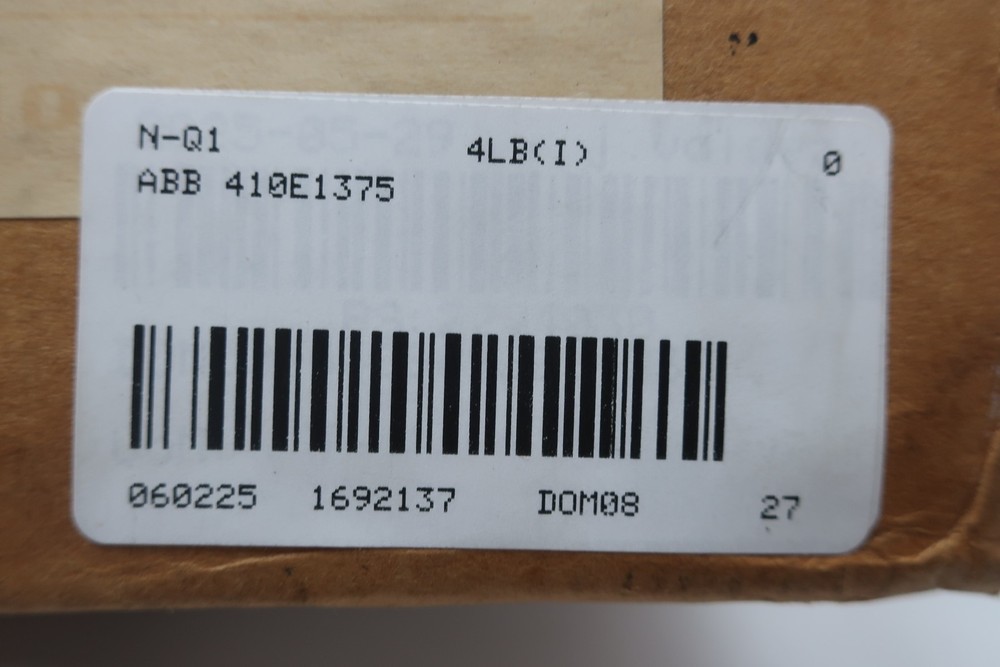 N-Q1 4LB(I) 0
ABB 410E1375
060225 1692137 DOM08 27